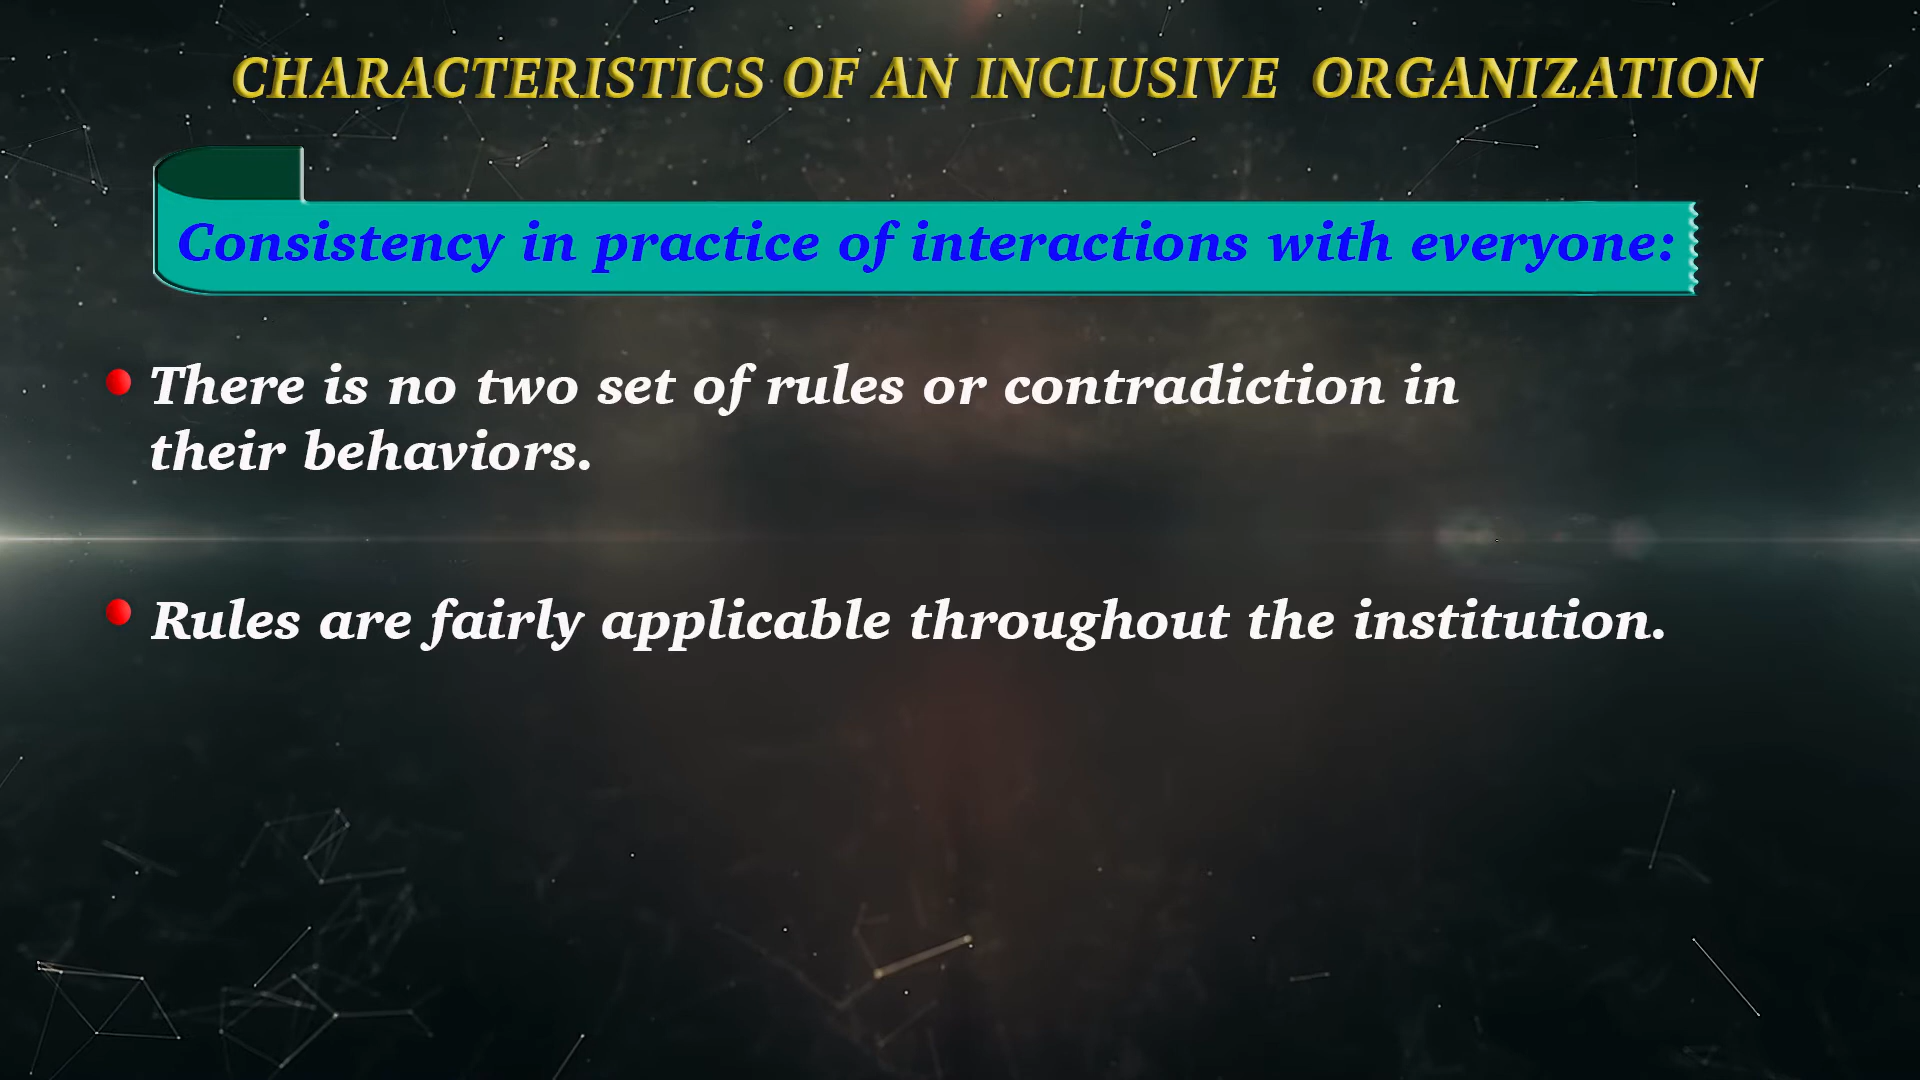 CHARACTERISTICS OF AN INCLUSIVE ORGANIZATION
Consistency in practice of interactions with everyone:
There is no two set of rules or contradiction in
their behaviors.
Rules are fairly applicable throughout the institution.